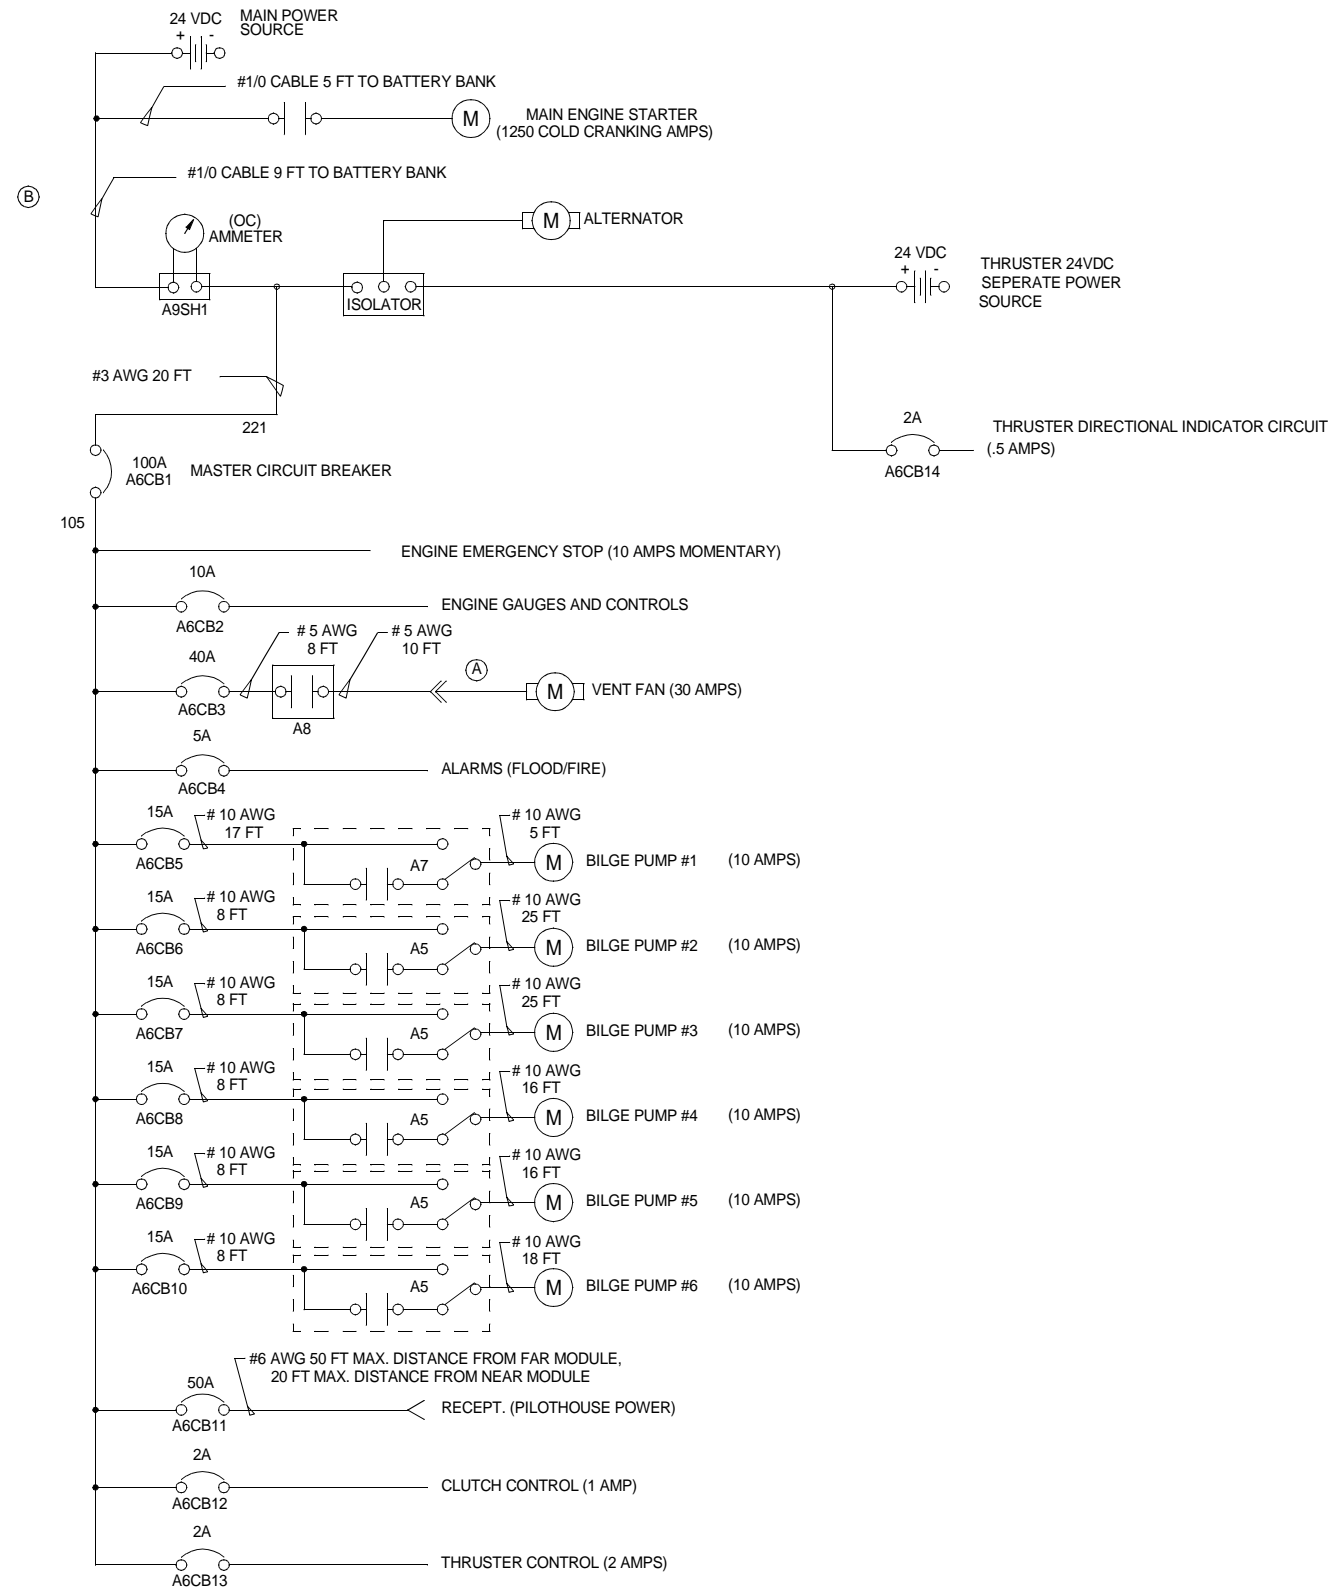 24 VDC
MAIN POWER
SOURCE
+ -
#1/0 CABLE 5 FT TO BATTERY BANK
M
MAIN ENGINE STARTER
(1250 COLD CRANKING AMPS)
#1/0 CABLE 9 FT TO BATTERY BANK
B
(OC)
AMMETER
M
ALTERNATOR
A9SH1
ISOLATOR
24 VDC
+ -
THRUSTER 24VDC
SEPERATE POWER
SOURCE
#3 AWG 20 FT
221
2A
A6CB14
THRUSTER DIRECTIONAL INDICATOR CIRCUIT
(.5 AMPS)
100A
A6CB1
MASTER CIRCUIT BREAKER
105
ENGINE EMERGENCY STOP (10 AMPS MOMENTARY)
10A
A6CB2
ENGINE GAUGES AND CONTROLS
40A
A6CB3
# 5 AWG
8 FT
A8
# 5 AWG
10 FT
A
M
VENT FAN (30 AMPS)
5A
A6CB4
ALARMS (FLOOD/FIRE)
15A
A6CB5
# 10 AWG
17 FT
A7
# 10 AWG
5 FT
M
BILGE PUMP #1 (10 AMPS)
15A
A6CB6
# 10 AWG
8 FT
A5
# 10 AWG
25 FT
M
BILGE PUMP #2 (10 AMPS)
15A
A6CB7
# 10 AWG
8 FT
A5
# 10 AWG
25 FT
M
BILGE PUMP #3 (10 AMPS)
15A
A6CB8
# 10 AWG
8 FT
A5
# 10 AWG
16 FT
M
BILGE PUMP #4 (10 AMPS)
15A
A6CB9
# 10 AWG
8 FT
A5
# 10 AWG
16 FT
M
BILGE PUMP #5 (10 AMPS)
15A
A6CB10
# 10 AWG
8 FT
A5
# 10 AWG
18 FT
M
BILGE PUMP #6 (10 AMPS)
#6 AWG 50 FT MAX. DISTANCE FROM FAR MODULE,
20 FT MAX. DISTANCE FROM NEAR MODULE
50A
A6CB11
RECEPT. (PILOTHOUSE POWER)
2A
A6CB12
CLUTCH CONTROL (1 AMP)
2A
A6CB13
THRUSTER CONTROL (2 AMPS)